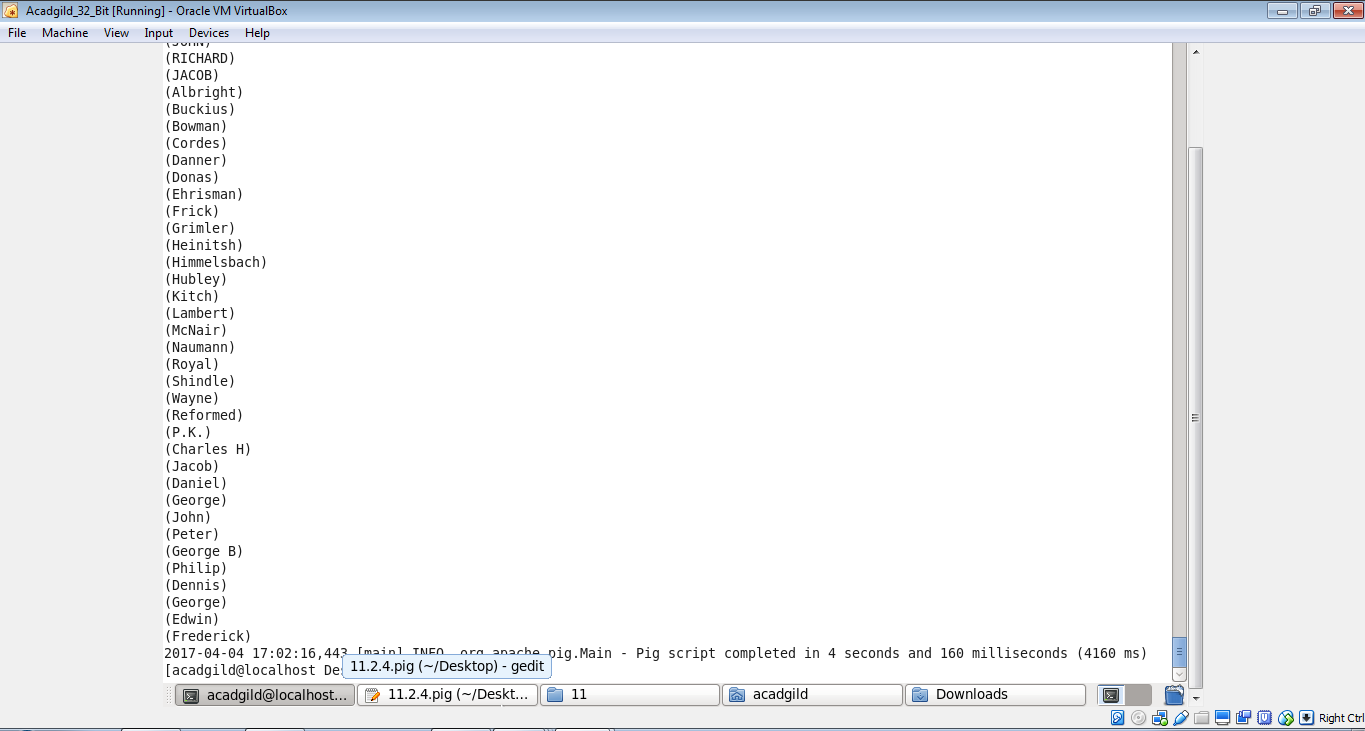 Acadgild_32_Bit [Running] - Oracle VM VirtualBox
File Machine View Input Devices Help
(JOHN)
(RICHARD)
(JACOB)
(Albright)
(Buckius)
(Bowman)
(Cordes)
(Danner)
(Donas)
(Ehrisman)
(Frick)
(Grimler)
(Heinitsh)
(Himmelsbach)
(Hubley)
(Kitch)
(Lambert)
(McNair)
(Naumann)
(Royal)
(Shindle)
(Wayne)
(Reformed)
(P.K.)
(Charles H)
(Jacob)
(Daniel)
(George)
(John)
(Peter)
(George B)
(Philip)
(Dennis)
(George)
(Edwin)
(Frederick)
2017-04-04 17:02:16,443 [main] INFO org.apache.pig.Main - Pig script completed in 4 seconds and 160 milliseconds (4160 ms)
[acadgild@localhost De
11.2.4.pig (~/Desktop) - gedit
acadgild@localhost... 11.2.4.pig (~/Deskt... 11 acadgild Downloads
Right Ctrl